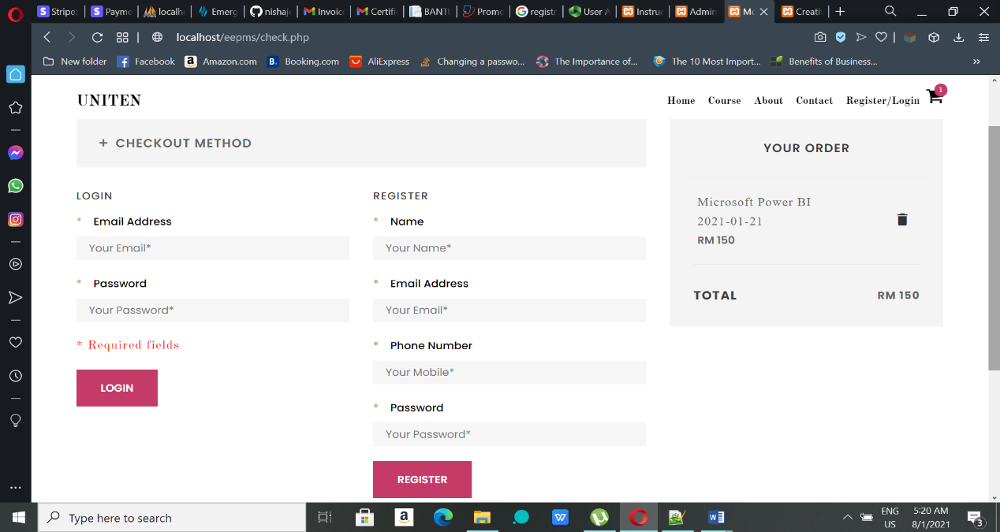 Stripe:
Payme
localh
Emerg
nishaj
Invoic
Certifi
BANTU
Promo
registr
User A
Instruc
Admin
Creati
localhost/eepms/check.php
New folder
Facebook
Amazon.com
Booking.com
AliExpress
Changing a passwo...
The Importance of...
The 10 Most Import...
Benefits of Business...
»
UNITEN
Home Course About Contact Register/Login 1
+ CHECKOUT METHOD
LOGIN
* Email Address
Your Email*
* Password
Your Password*
* Required fields
LOGIN
REGISTER
* Name
Your Name*
* Email Address
Your Email*
* Phone Number
Your Mobile*
* Password
Your Password*
REGISTER
YOUR ORDER
Microsoft Power BI
2021-01-21
RM 150
TOTAL RM 150
Type here to search
ENG
US
5:20 AM
8/1/2021
3